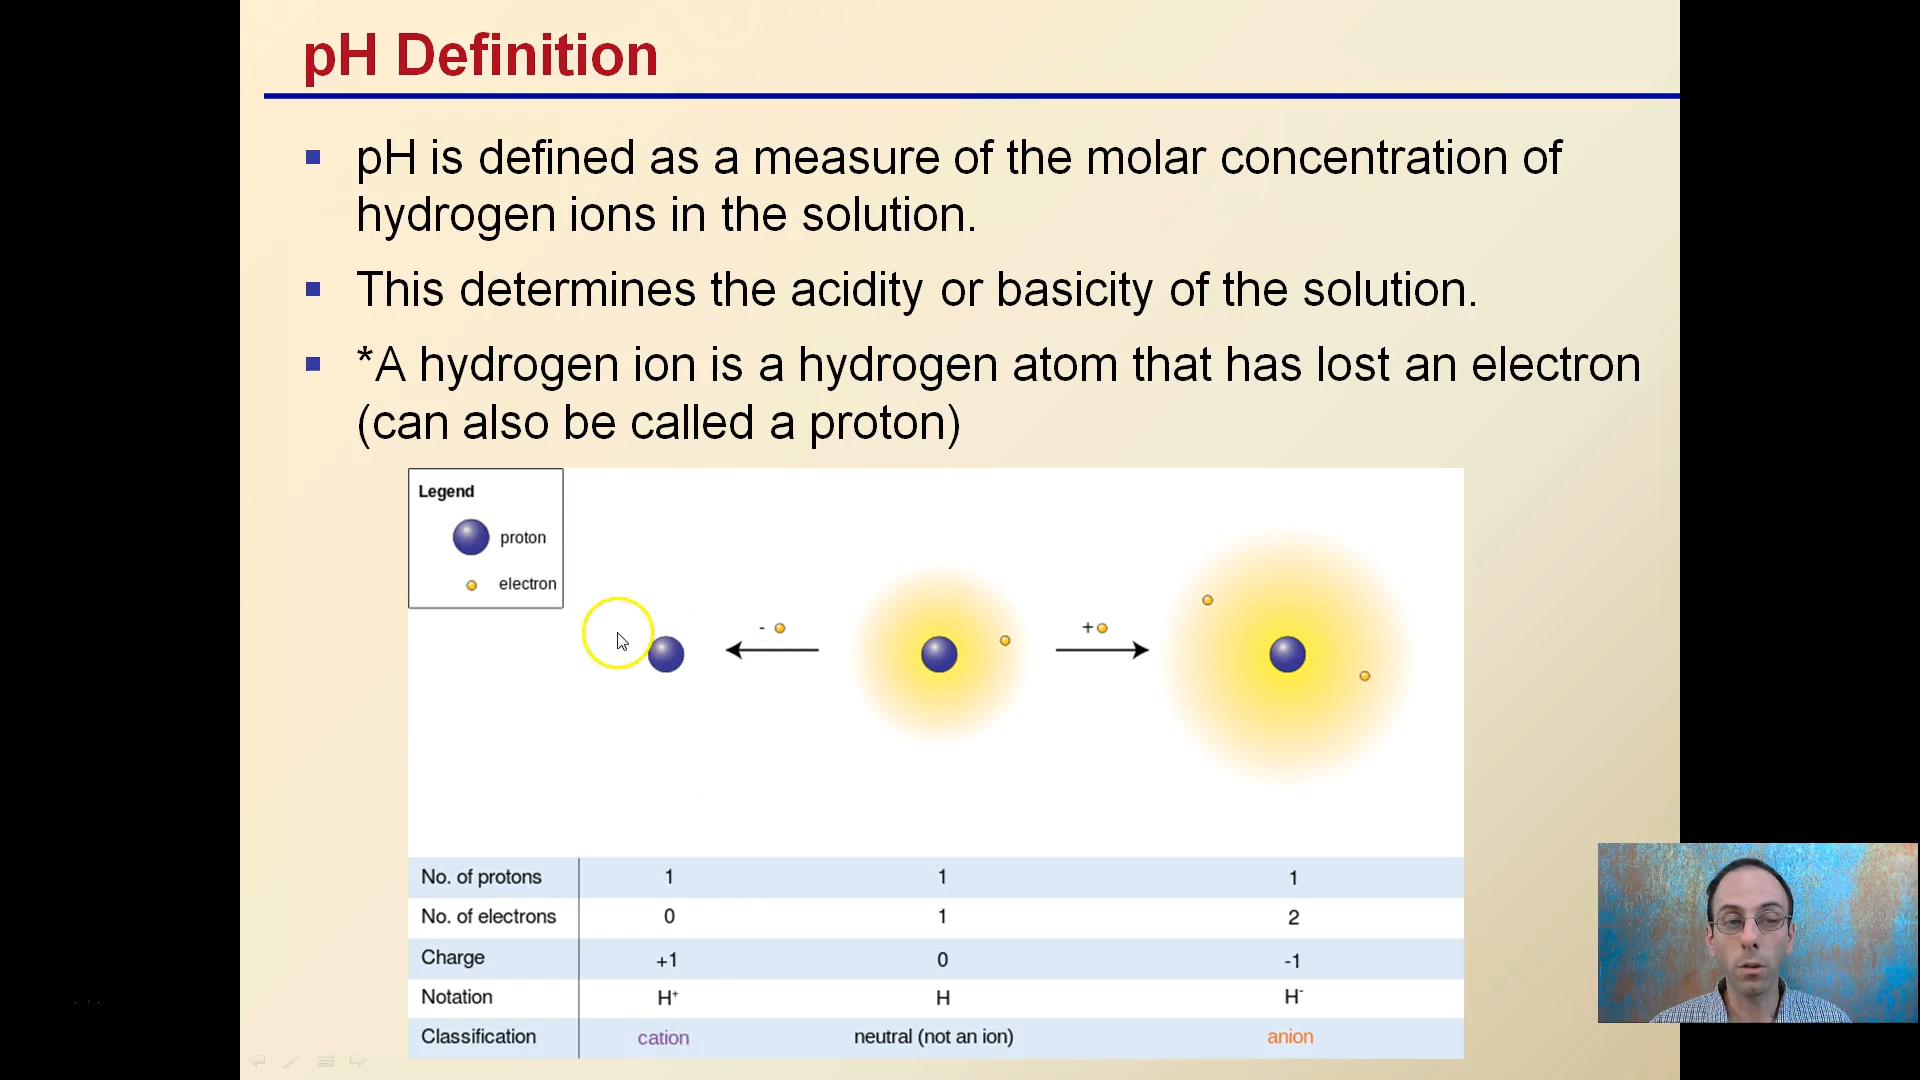 pH Definition
pH is defined as a measure of the molar concentration of
hydrogen ions in the solution.
This determines the acidity or basicity of the solution.
*A hydrogen ion is a hydrogen atom that has lost an electron
(can also be called a proton)
Legend
proton
electron
-
+
No. of protons 1 1 1
No. of electrons 0 1 2
Charge +1 0 -1
Notation H⁺ H H⁻
Classification cation neutral (not an ion) anion